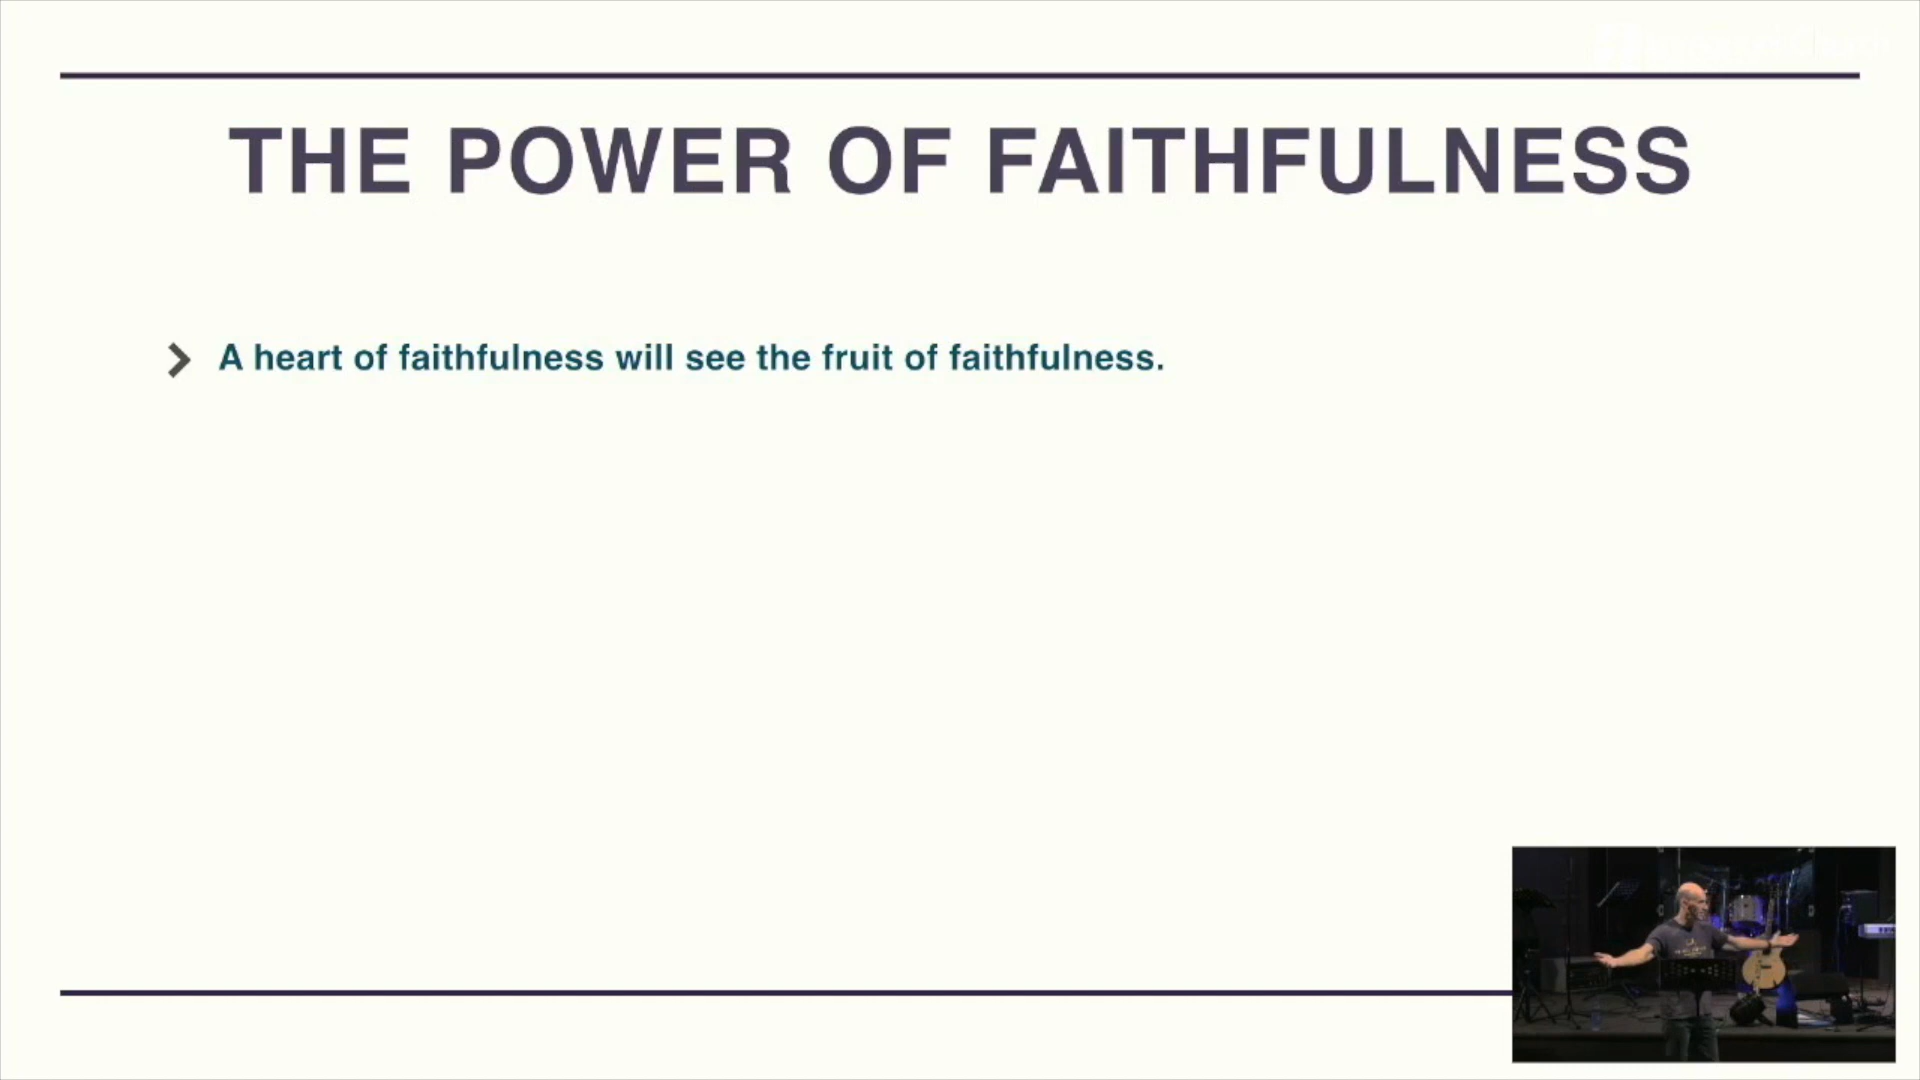 THE POWER OF FAITHFULNESS
A heart of faithfulness will see the fruit of faithfulness.